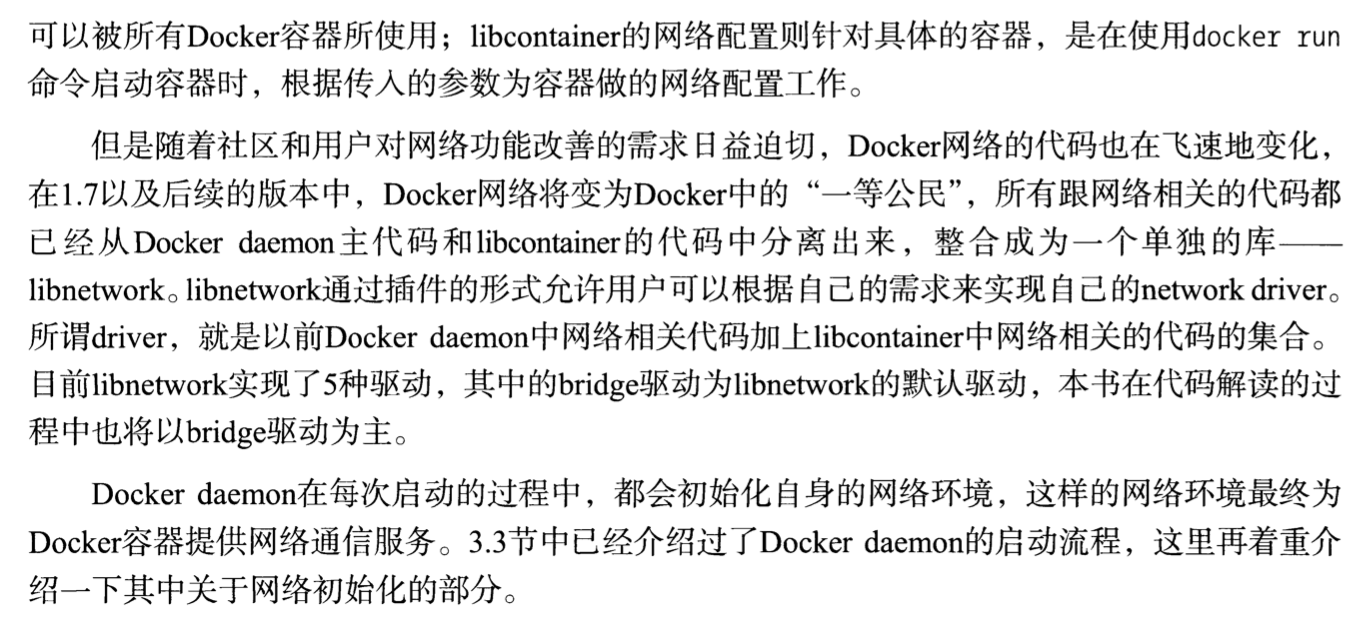 可以被所有Docker容器所使用；libcontainer的网络配置则针对具体的容器，是在使用docker run
命令启动容器时，根据传入的参数为容器做的网络配置工作。
但是随着社区和用户对网络功能改善的需求日益迫切，Docker网络的代码也在飞速地变化，
在1.7以及后续的版本中，Docker网络将变为Docker中的“一等公民”，所有跟网络相关的代码都
已经从Docker daemon主代码和libcontainer的代码中分离出来，整合成为一个单独的库——
libnetwork。libnetwork通过插件的形式允许用户可以根据自己的需求来实现自己的network driver。
所谓driver，就是以前Docker daemon中网络相关代码加上libcontainer中网络相关的代码的集合。
目前libnetwork实现了5种驱动，其中的bridge驱动为libnetwork的默认驱动，本书在代码解读的过
程中也将以bridge驱动为主。
Docker daemon在每次启动的过程中，都会初始化自身的网络环境，这样的网络环境最终为
Docker容器提供网络通信服务。3.3节中已经介绍过了Docker daemon的启动流程，这里再着重介
绍一下其中关于网络初始化的部分。